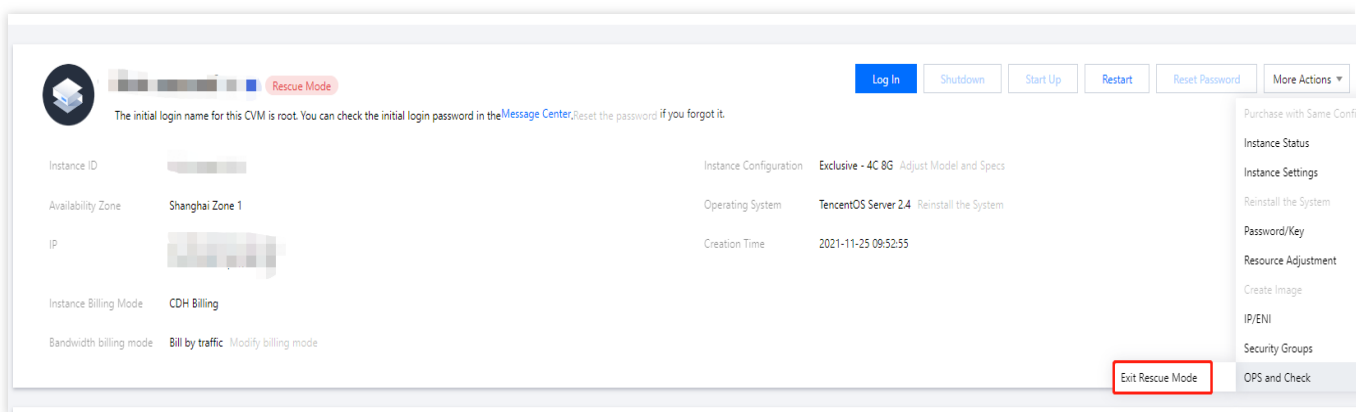 Rescue Mode
Log In
Shutdown
Start Up
Restart
Reset Password
More Actions
The initial login name for this CVM is root. You can check the initial login password in the Message Center. Reset the password if you forgot it.
Purchase with Same Confi
Instance ID
Instance Configuration Exclusive - 4C 8G Adjust Model and Specs
Instance Status
Instance Settings
Availability Zone Shanghai Zone 1
Operating System TencentOS Server 2.4 Reinstall the System
Reinstall the System
Password/Key
IP
Creation Time 2021-11-25 09:52:55
Resource Adjustment
Create Image
Instance Billing Mode CDH Billing
IP/ENI
Bandwidth billing mode Bill by traffic Modify billing mode
Security Groups
Exit Rescue Mode
OPS and Check